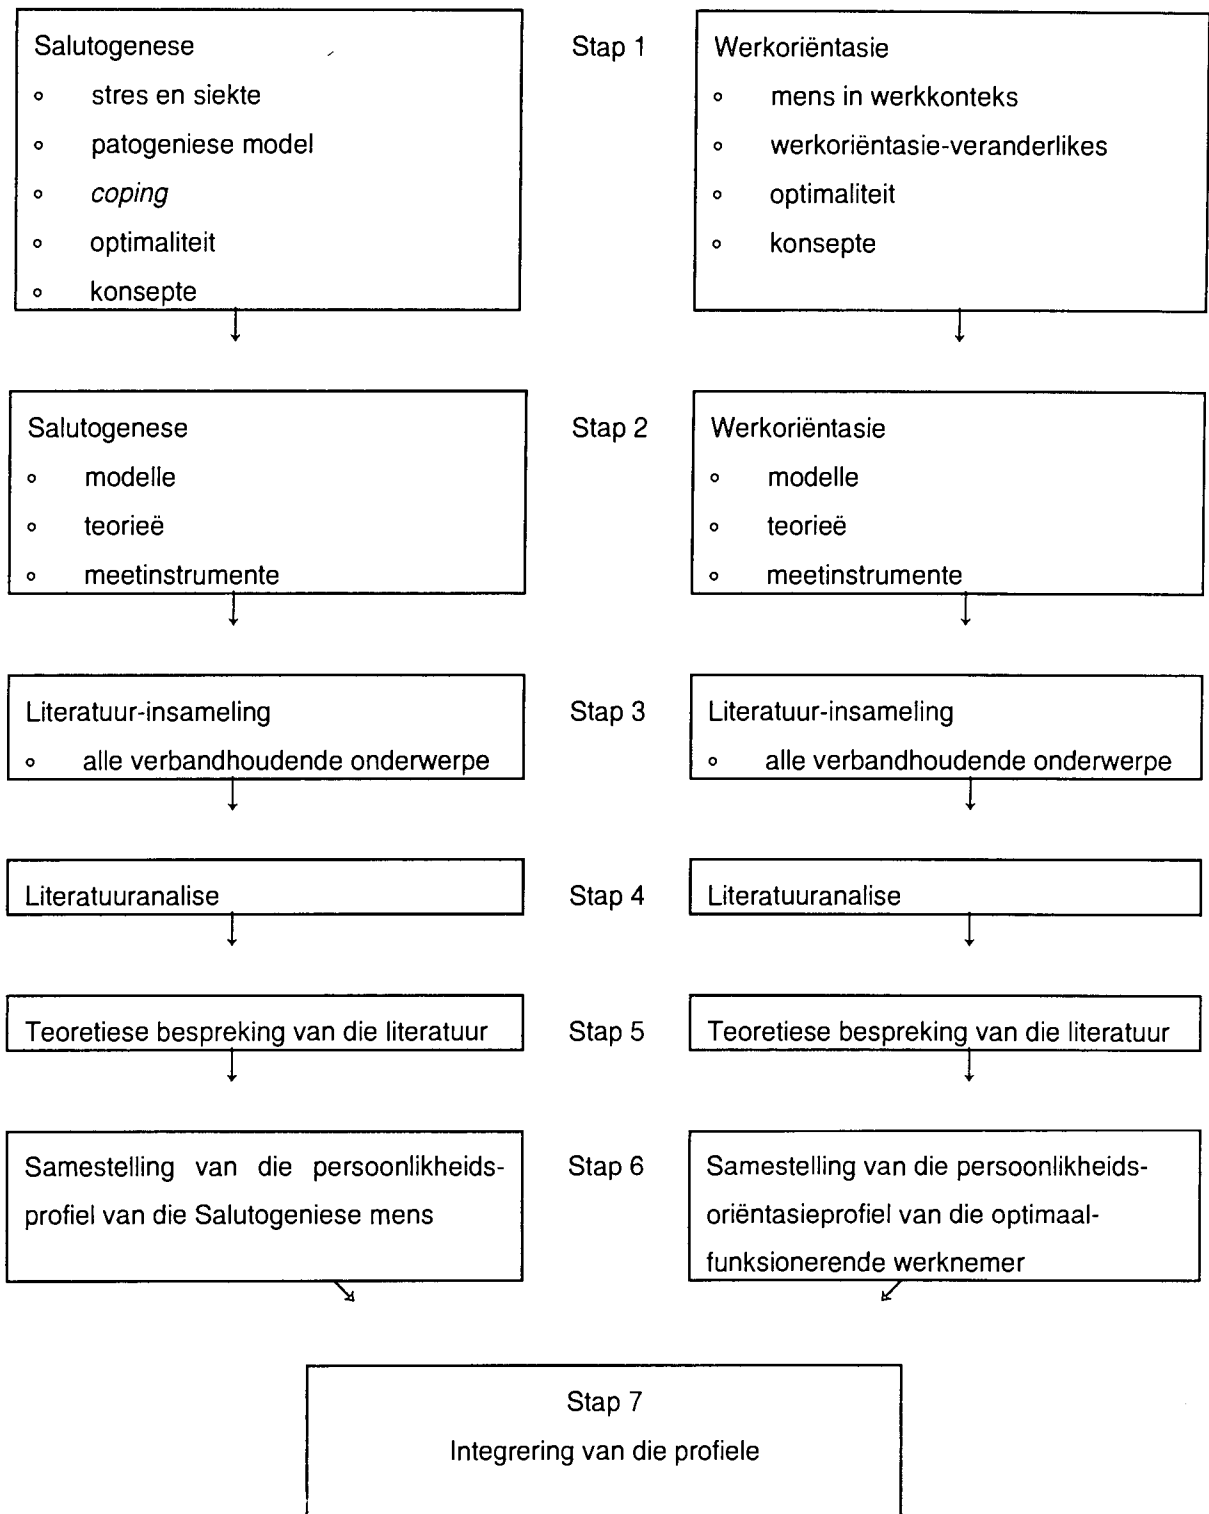 Salutogenese
Stap 1
Werkoriëntasie
° stres en siekte
° mens in werkkonteks
° patogeniese model
° werkoriëntasie-veranderlikes
° coping
° optimaliteit
° optimaliteit
° konsepte
° konsepte
Salutogenese
Stap 2
Werkoriëntasie
° modelle
° modelle
° teorieë
° teorieë
° meetinstrumente
° meetinstrumente
Literatuur-insameling
Stap 3
Literatuur-insameling
° alle verbandhoudende onderwerpe
° alle verbandhoudende onderwerpe
Literatuuranalise
Stap 4
Literatuuranalise
Teoretiese bespreking van die literatuur
Stap 5
Teoretiese bespreking van die literatuur
Samestelling van die persoonlikheids-
profiel van die Salutogeniese mens
Stap 6
Samestelling van die persoonlikheids-
oriëntasieprofiel van die optimaal-
funksionerende werknemer
Stap 7
Integrering van die profiele